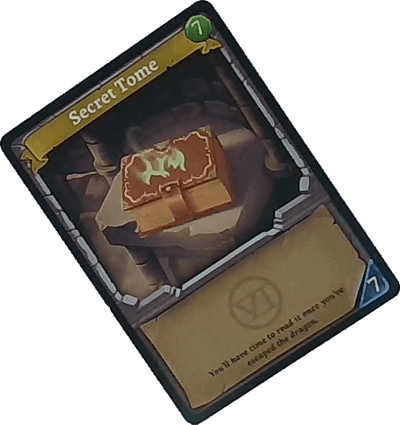 7
Secret Tome
VI
7
You'll have time to read it once you've
escaped the dragon.